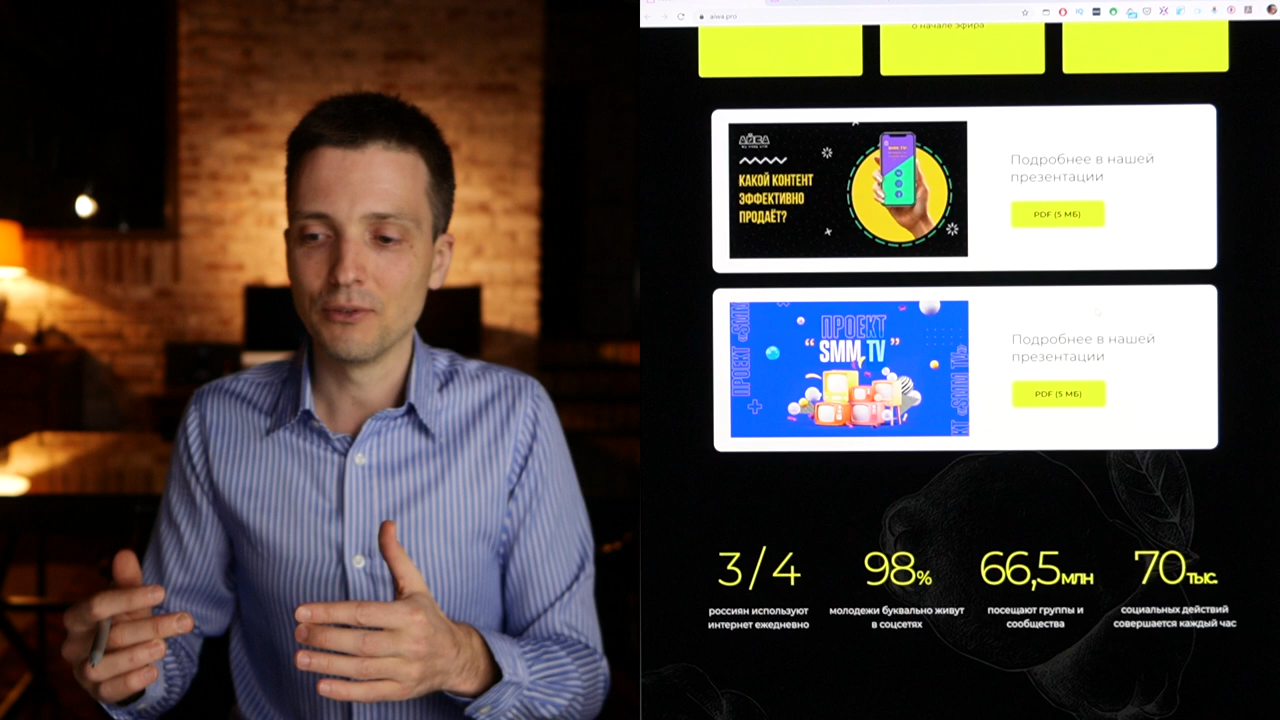 aiwa.pro
о начале эфира
АЙВА
КАКОЙ КОНТЕНТ
ЭФФЕКТИВНО
ПРОДАЁТ?
Подробнее в нашей
презентации
PDF (5 МБ)
ПРОЕКТ
“ SMM TV ”
Подробнее в нашей
презентации
PDF (5 МБ)
3/4
россиян используют
интернет ежедневно
98%
молодежи буквально живут
в соцсетях
66,5млн
посещают группы и
сообщества
70тыс.
социальных действий
совершается каждый час